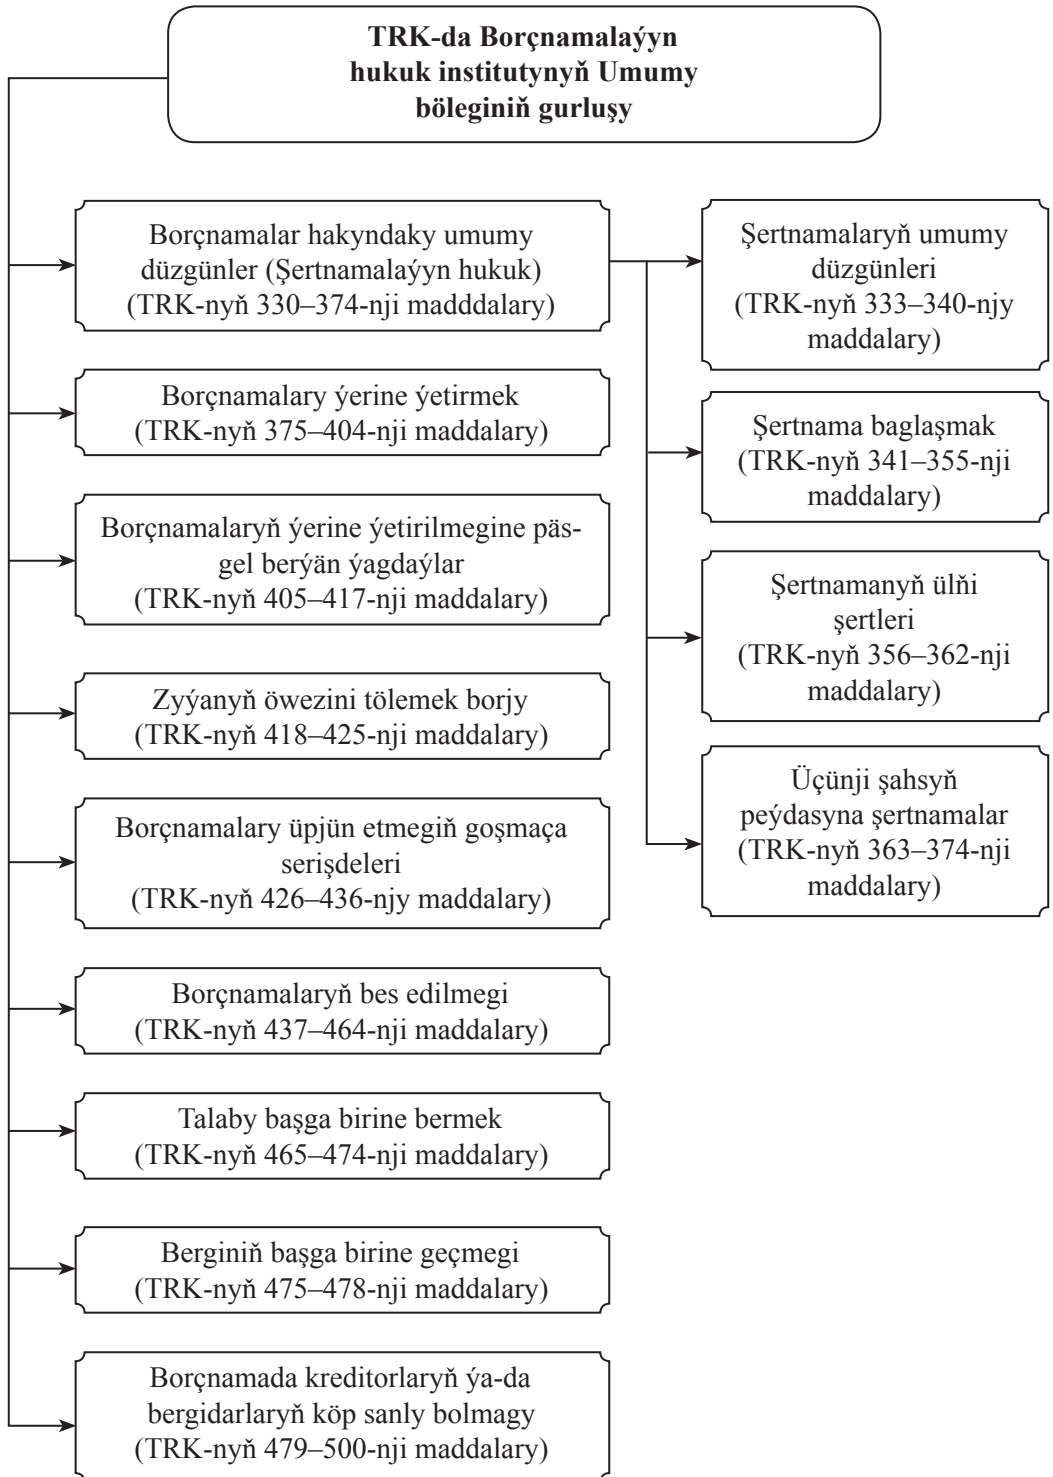 TRK-da Borçnamalaýyn
hukuk institutynyň Umumy
böleginiň gurluşy
Borçnamalar hakyndaky umumy
düzgünler (Şertnamalaýyn hukuk)
(TRK-nyň 330–374-nji madddalary)
Borçnamalary ýerine ýetirmek
(TRK-nyň 375–404-nji maddalary)
Borçnamalaryň ýerine ýetirilmegine päs-
gel berýän ýagdaýlar
(TRK-nyň 405–417-nji maddalary)
Zyýanyň öwezini tölemek borjy
(TRK-nyň 418–425-nji maddalary)
Borçnamalary üpjün etmegiň goşmaça
serişdeleri
(TRK-nyň 426–436-njy maddalary)
Borçnamalaryň bes edilmegi
(TRK-nyň 437–464-nji maddalary)
Talaby başga birine bermek
(TRK-nyň 465–474-nji maddalary)
Berginiň başga birine geçmegi
(TRK-nyň 475–478-nji maddalary)
Borçnamada kreditorlaryň ýa-da
bergidarlaryň köp sanly bolmagy
(TRK-nyň 479–500-nji maddalary)
Şertnamalaryň umumy
düzgünleri
(TRK-nyň 333–340-njy
maddalary)
Şertnama baglaşmak
(TRK-nyň 341–355-nji
maddalary)
Şertnamanyň ülňi
şertleri
(TRK-nyň 356–362-nji
maddalary)
Üçünji şahsyň
peýdasyna şertnamalar
(TRK-nyň 363–374-nji
maddalary)